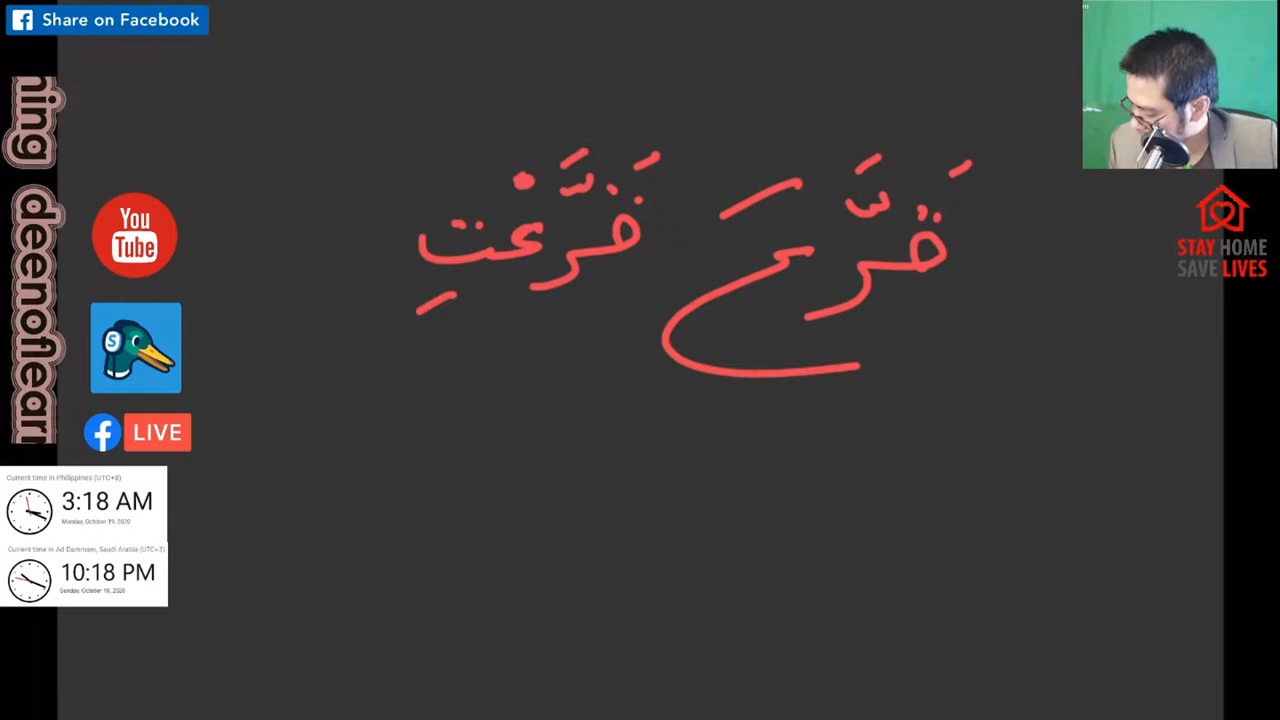 Share on Facebook
ning deenoflearn
You
Tube
LIVE
Current time in Philippines (UTC+8)
3:18 AM
Monday, October 19, 2020
Current time in Ad Dammam, Saudi Arabia (UTC+3)
10:18 PM
Sunday, October 18, 2020
قَرَّعَ قَرَّعْتِ
STAY HOME
SAVE LIVES